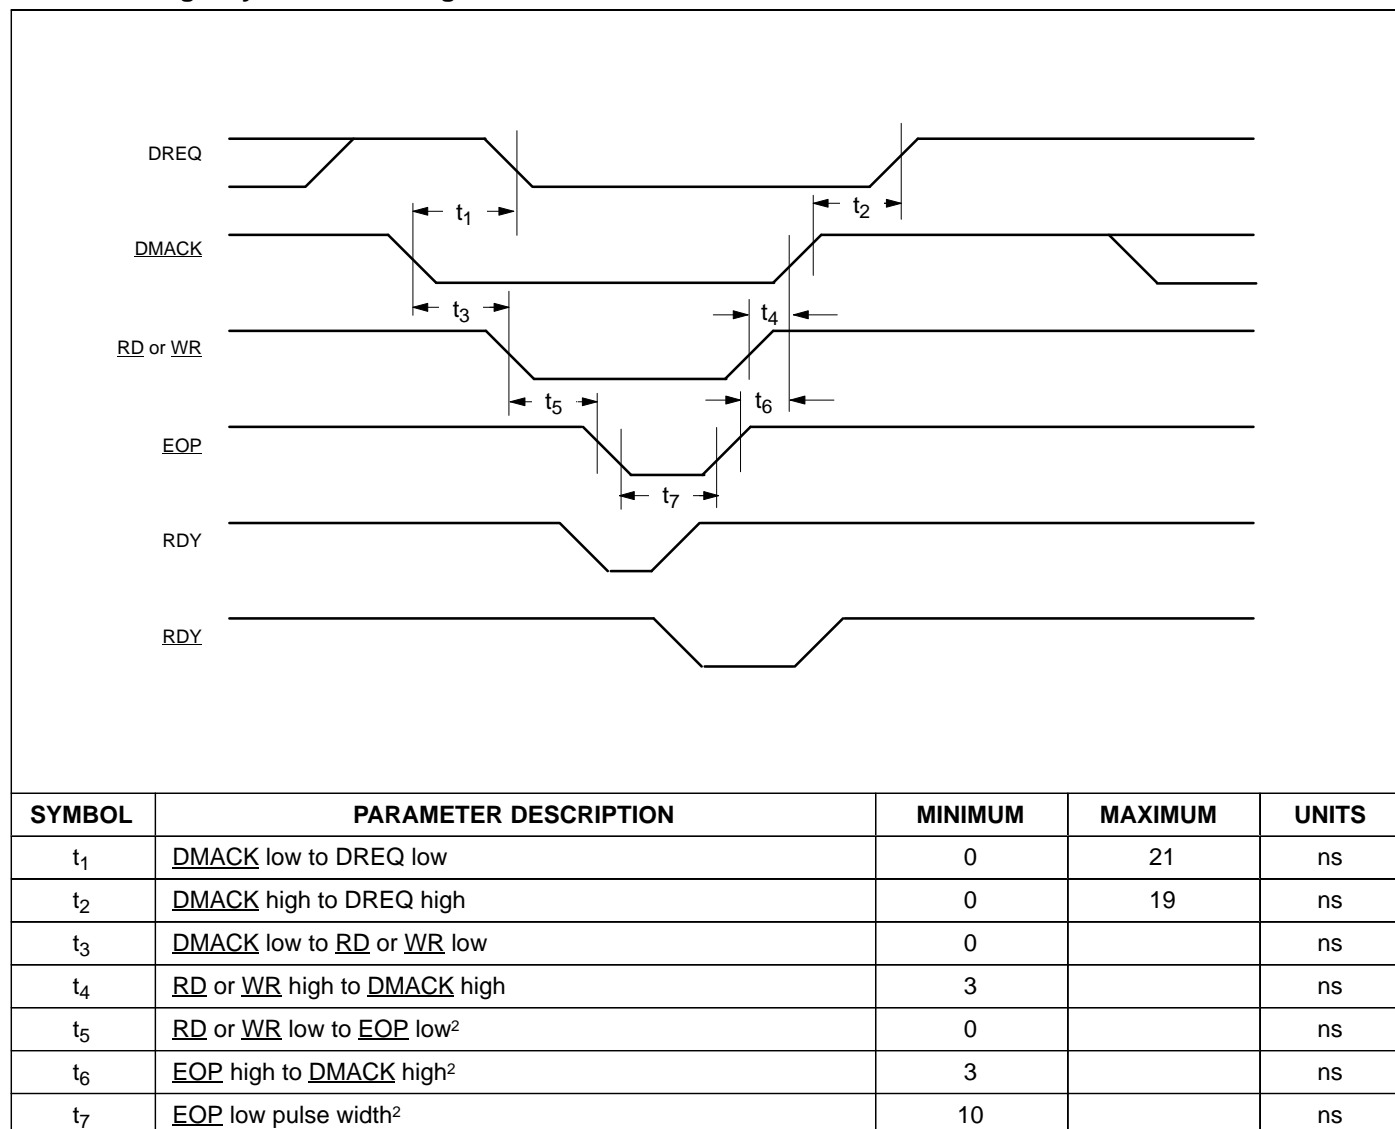 DREQ
t1
t2
DMACK
t3
t4
RD or WR
t5
t6
EOP
t7
RDY
RDY
SYMBOL PARAMETER DESCRIPTION MINIMUM MAXIMUM UNITS
t1 DMACK low to DREQ low 0 21 ns
t2 DMACK high to DREQ high 0 19 ns
t3 DMACK low to RD or WR low 0 ns
t4 RD or WR high to DMACK high 3 ns
t5 RD or WR low to EOP low2 0 ns
t6 EOP high to DMACK high2 3 ns
t7 EOP low pulse width2 10 ns